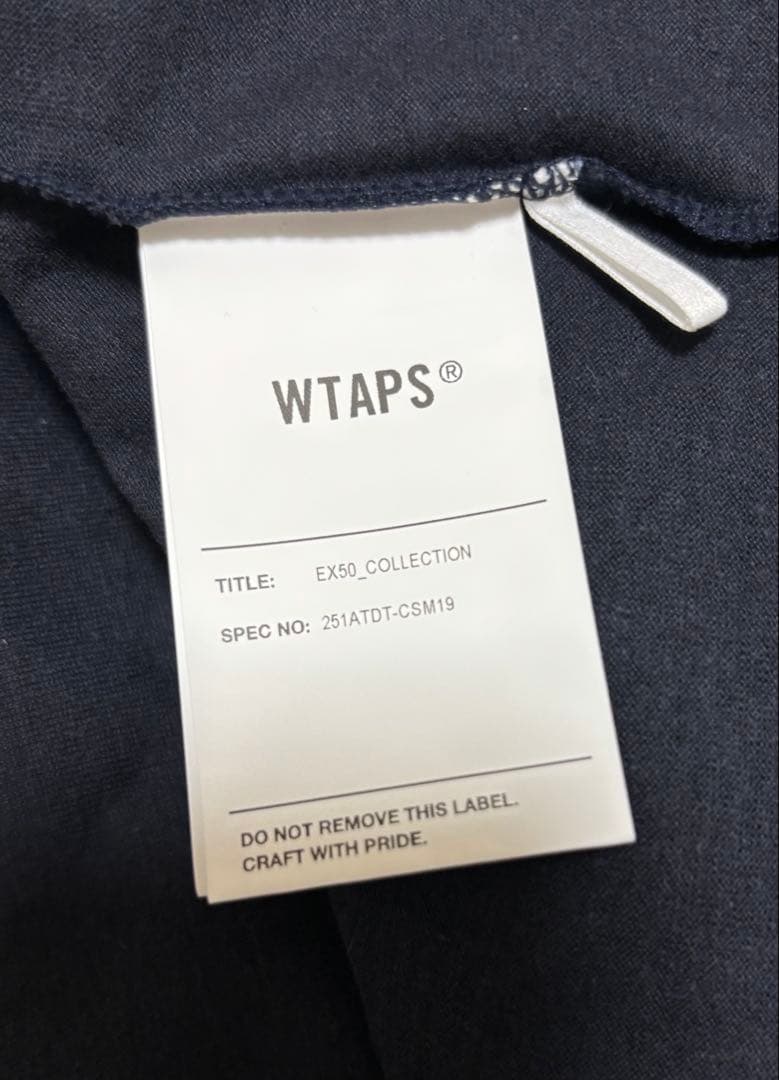 WTAPS®
TITLE: EX50_COLLECTION
SPEC NO: 251ATDT-CSM19
DO NOT REMOVE THIS LABEL.
CRAFT WITH PRIDE.